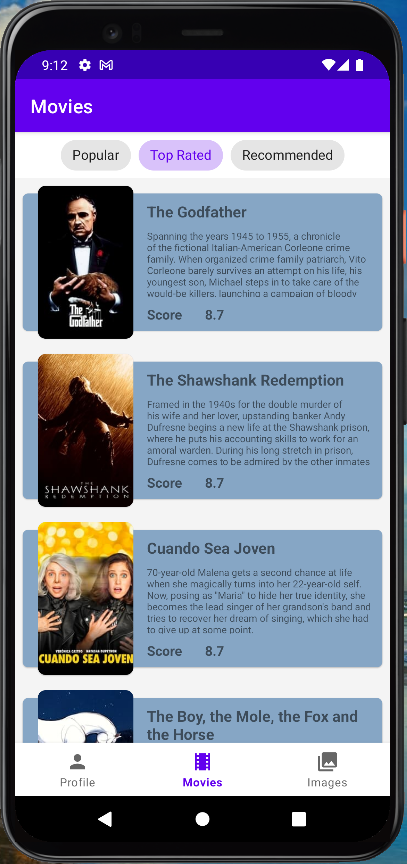 9:12
Movies
Popular
Top Rated
Recommended
The Godfather
Spanning the years 1945 to 1955, a chronicle
of the fictional Italian-American Corleone crime
family. When organized crime family patriarch, Vito
Corleone barely survives an attempt on his life, his
youngest son, Michael steps in to take care of the
would-be killers, launching a campaign of bloody
Score 8.7
The
Godfather
The Shawshank Redemption
Framed in the 1940s for the double murder of
his wife and her lover, upstanding banker Andy
Dufresne begins a new life at the Shawshank prison,
where he puts his accounting skills to work for an
amoral warden. During his long stretch in prison,
Dufresne comes to be admired by the other inmates
Score 8.7
THE
SHAWSHANK
REDEMPTION
Cuando Sea Joven
70-year-old Malena gets a second chance at life
when she magically turns into her 22-year-old self.
Now, posing as "Maria" to hide her true identity, she
becomes the lead singer of her grandson's band and
tries to recover her dream of singing, which she had
to give up at some point.
Score 8.7
VERÓNICA CASTRO
CUANDO SEA JOVEN
The Boy, the Mole, the Fox and
the Horse
Profile
Movies
Images